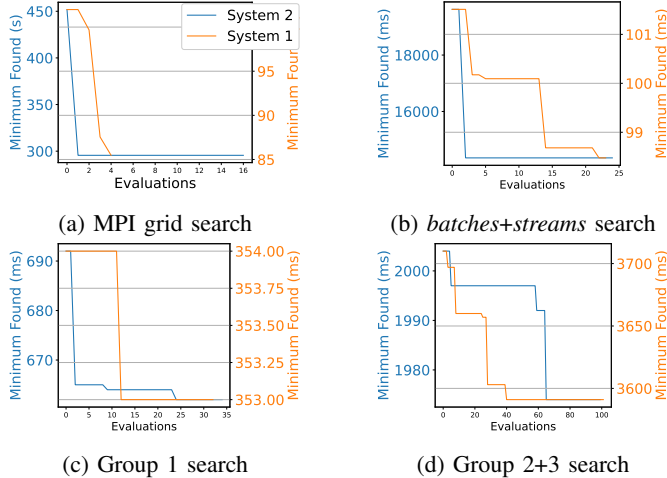 System 2
System 1
Minimum Found (s)
450
400
350
300
95
90
85
Minimum Foun
0 2 4 6 8 10 12 14 16
Evaluations
(a) MPI grid search
Minimum Found (ms)
18000
16000
101
100
98
Minimum Found (ms)
0 5 10 15 20 25
Evaluations
(b) batches+streams search
Minimum Found (ms)
690
680
670
354.00
353.75
353.50
353.25
353.00
Minimum Found (ms)
0 5 10 15 20 25 30 35
Evaluations
(c) Group 1 search
Minimum Found (ms)
2000
1990
1980
3700
3650
3600
Minimum Found (ms)
0 20 40 60 80 100
Evaluations
(d) Group 2+3 search